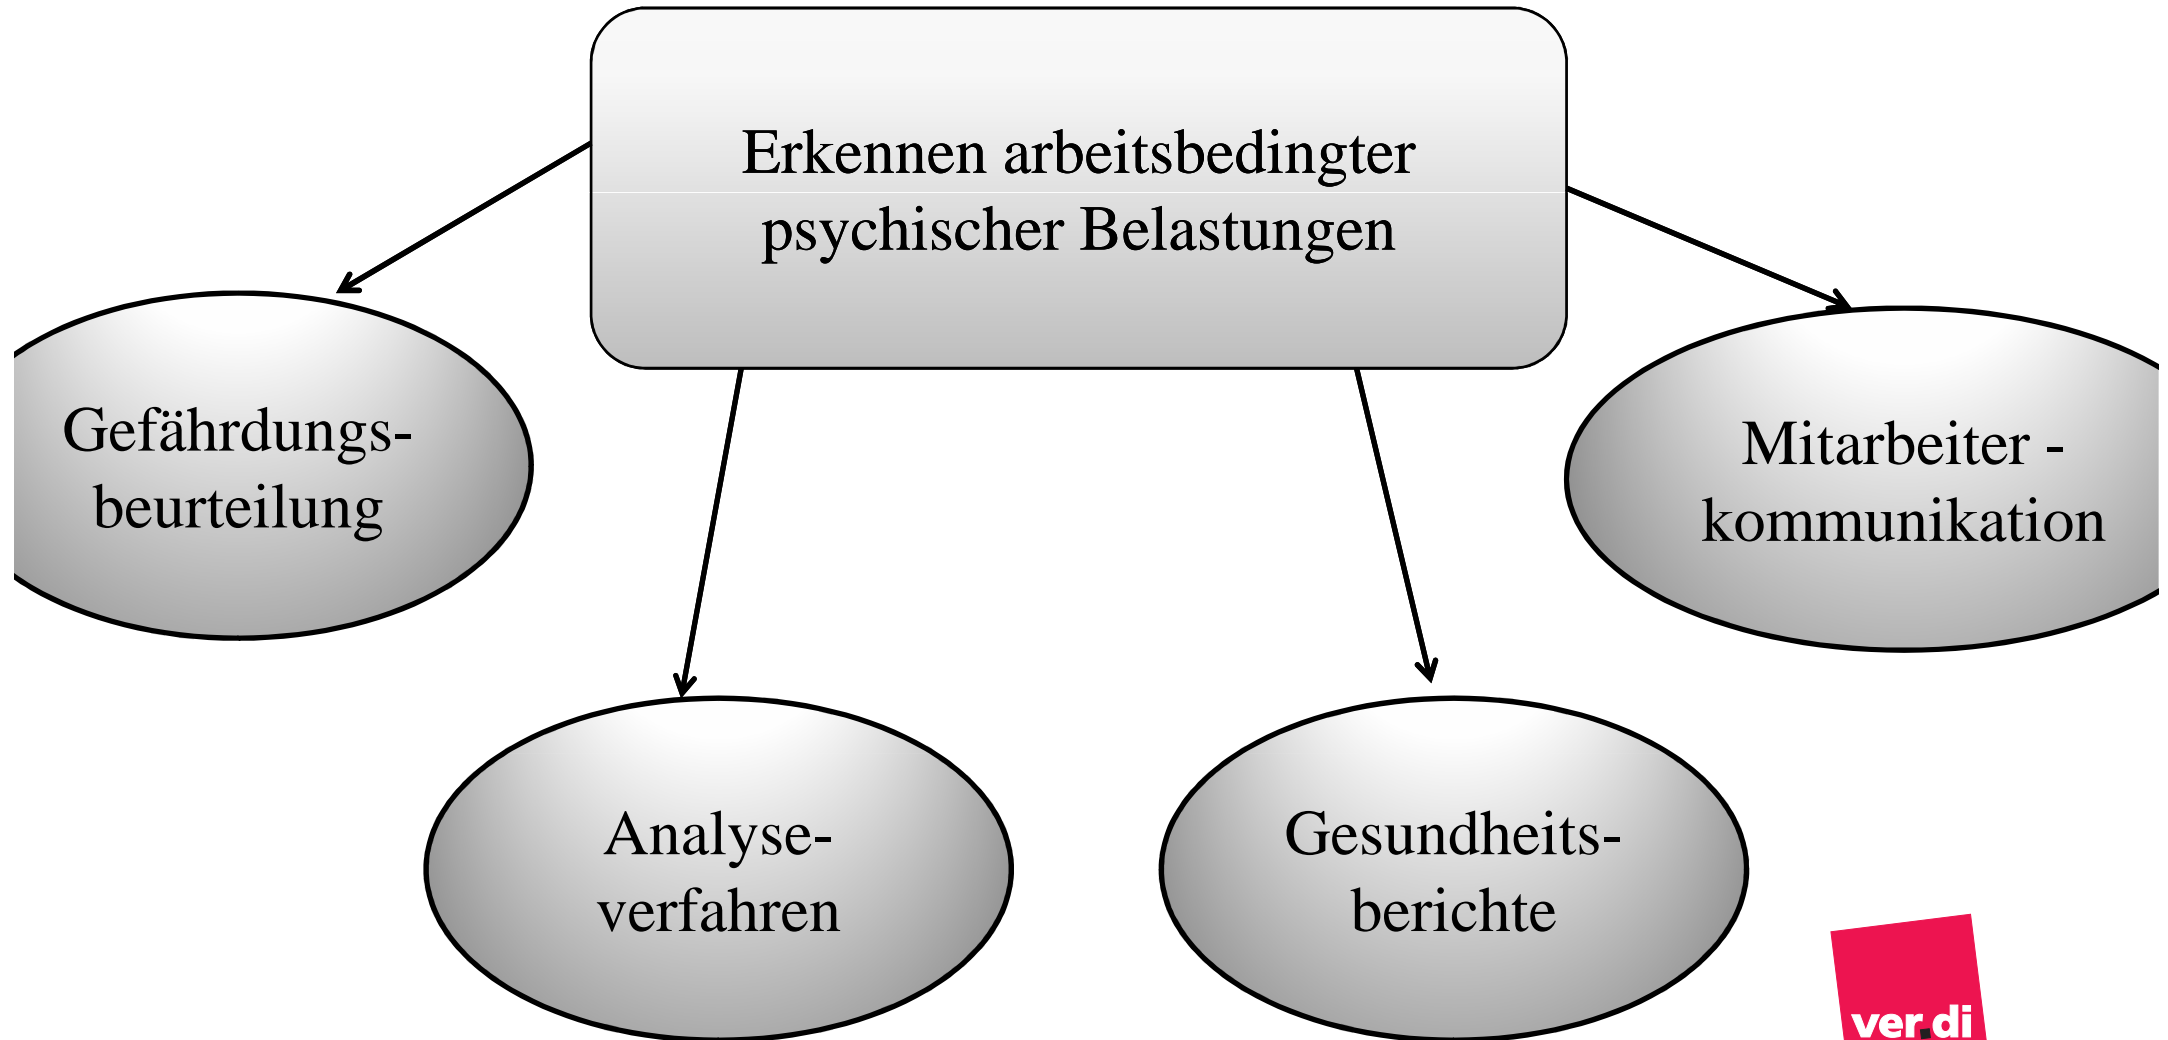 Erkennen arbeitsbedingter
psychischer Belastungen
Gefährdungs-
beurteilung
Mitarbeiter -
kommunikation
Analyse-
verfahren
Gesundheits-
berichte
ver.di